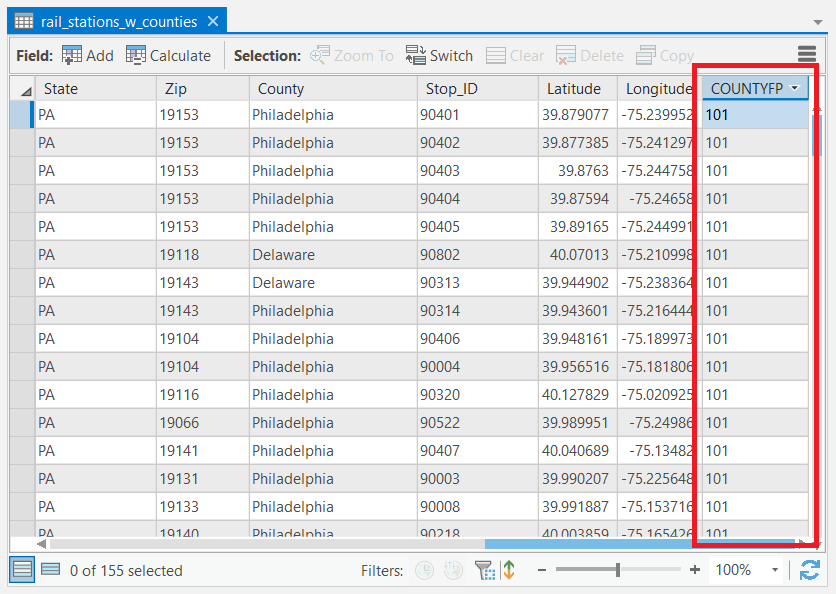 rail_stations_w_counties
Field: Add Calculate Selection: Zoom To Switch Clear Delete Copy
State Zip County Stop_ID Latitude Longitude COUNTYFP
PA 19153 Philadelphia 90401 39.879077 -75.239952 101
PA 19153 Philadelphia 90402 39.877385 -75.241297 101
PA 19153 Philadelphia 90403 39.8763 -75.244758 101
PA 19153 Philadelphia 90404 39.87594 -75.24658 101
PA 19153 Philadelphia 90405 39.89165 -75.244991 101
PA 19118 Delaware 90802 40.07013 -75.210998 101
PA 19143 Delaware 90313 39.944902 -75.238364 101
PA 19143 Philadelphia 90314 39.943601 -75.216444 101
PA 19104 Philadelphia 90406 39.948161 -75.189973 101
PA 19104 Philadelphia 90004 39.956516 -75.181806 101
PA 19116 Philadelphia 90320 40.127829 -75.020925 101
PA 19066 Philadelphia 90522 39.989951 -75.24986 101
PA 19141 Philadelphia 90407 40.040689 -75.13482 101
PA 19131 Philadelphia 90003 39.990207 -75.225648 101
PA 19133 Philadelphia 90008 39.991887 -75.153716 101
PA 19140 Philadelphia 90218 40.003859 -75.165426 101
0 of 155 selected Filters: 100%